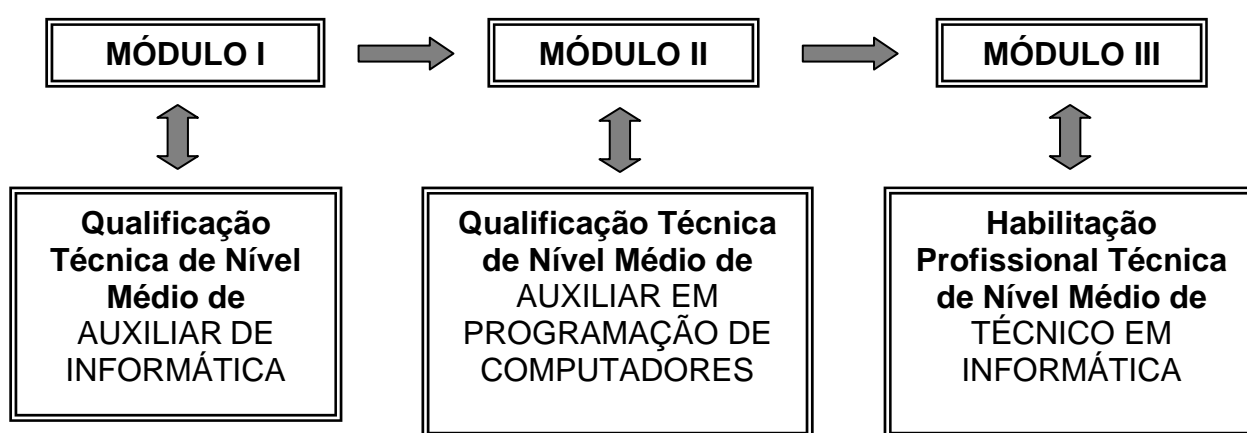 MÓDULO I
MÓDULO II
MÓDULO III
Qualificação
Técnica de Nível
Médio de
AUXILIAR DE
INFORMÁTICA
Qualificação Técnica
de Nível Médio de
AUXILIAR EM
PROGRAMAÇÃO DE
COMPUTADORES
Habilitação
Profissional Técnica
de Nível Médio de
TÉCNICO EM
INFORMÁTICA